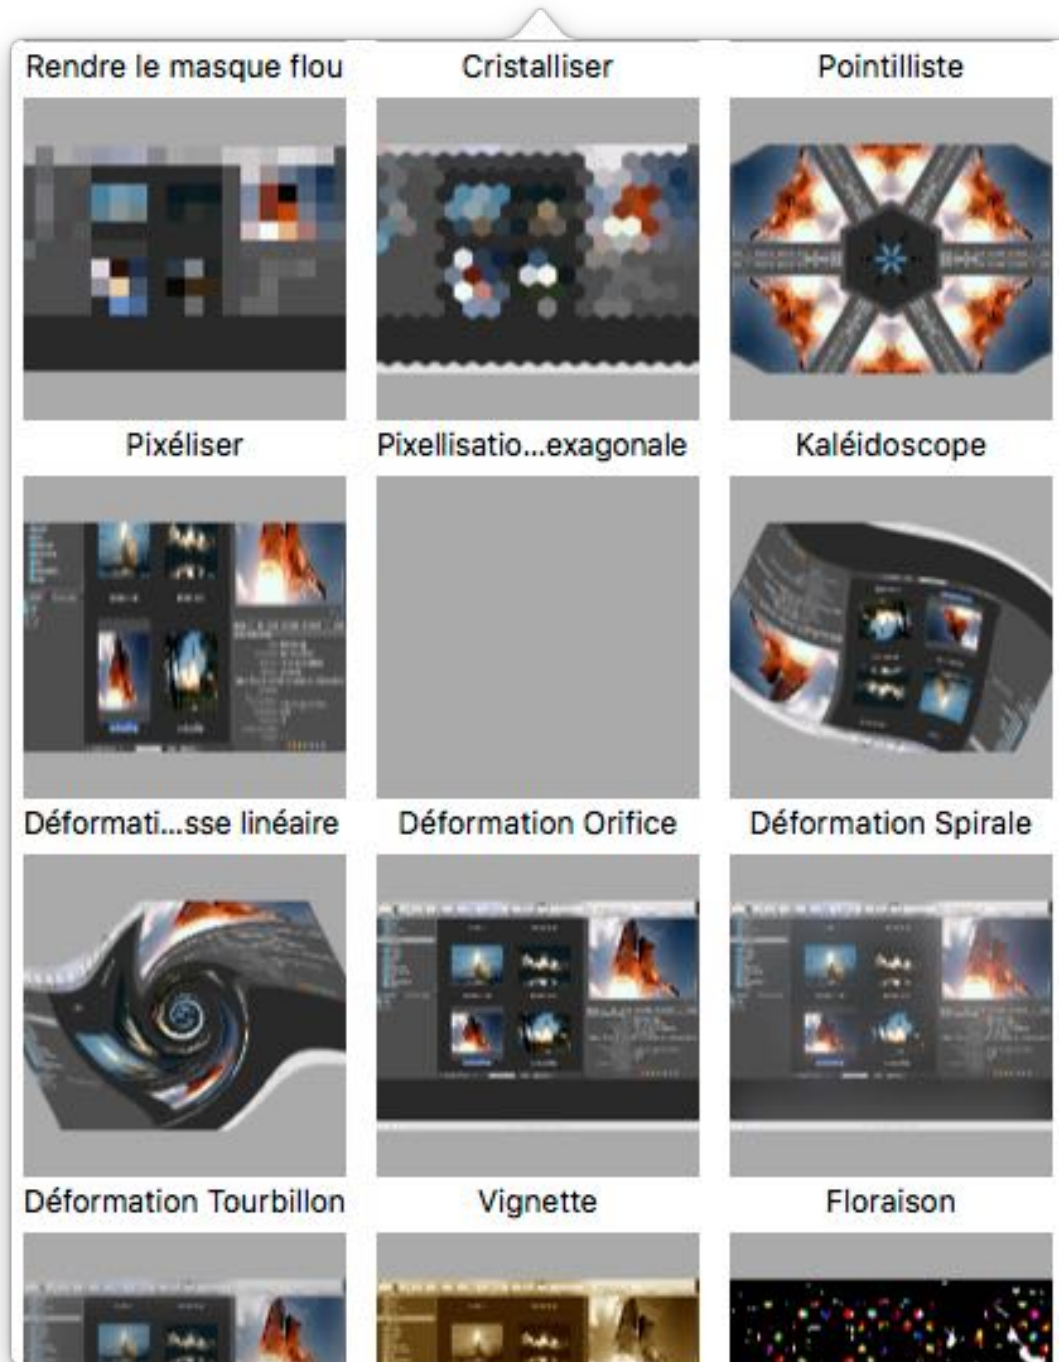 Rendre le masque flou
Cristalliser
Pointilliste
Pixéliser
Pixellisatio...exagonale
Kaléidoscope
Déformati...sse linéaire
Déformation Orifice
Déformation Spirale
Déformation Tourbillon
Vignette
Floraison